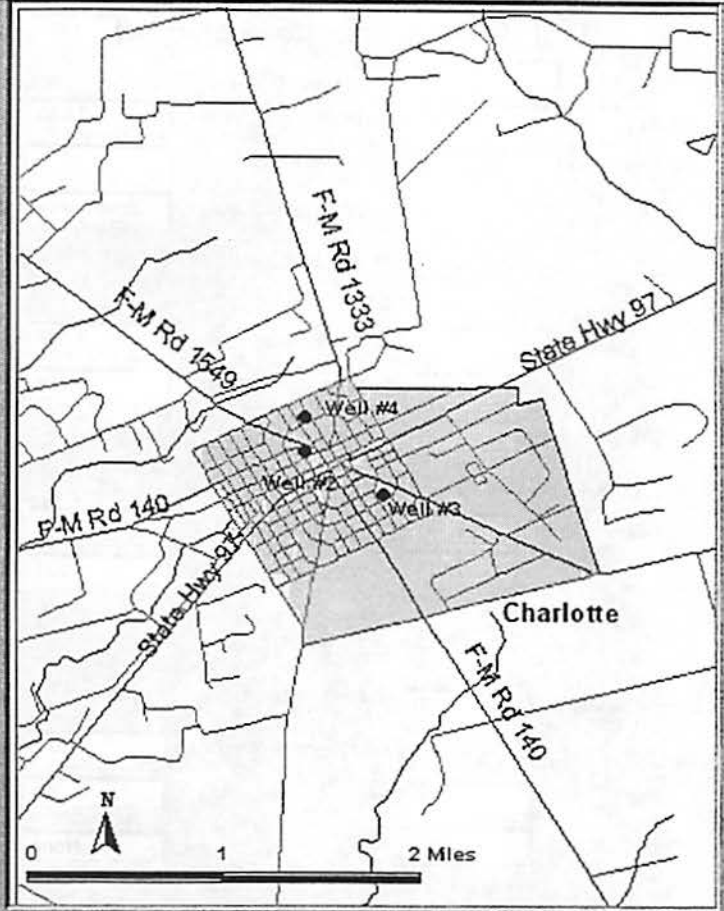 F-M Rd 1333
F-M Rd 1549
State Hwy 97
Well #4
Well #2
Well #3
F-M Rd 140
State Hwy 97
Charlotte
F-M Rd 140
N
0 1 2 Miles